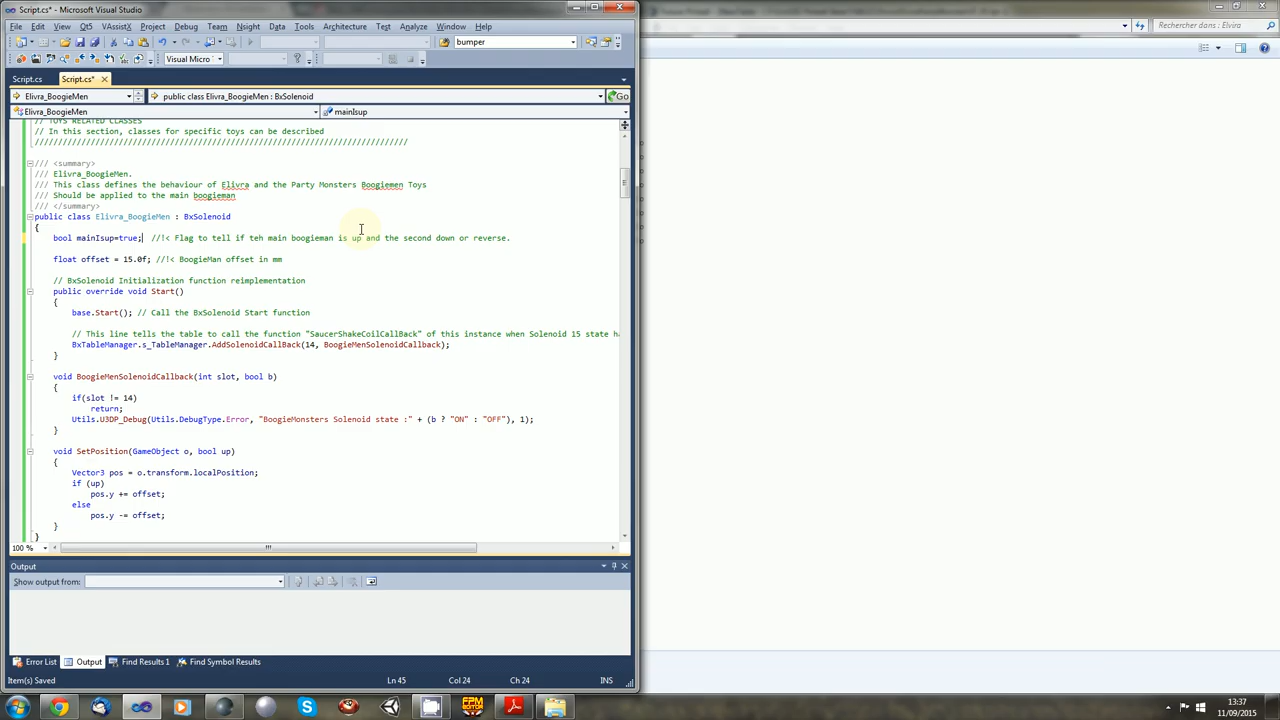 Script.cs* - Microsoft Visual Studio
File Edit View Qt5 VAssistX Project Debug Team Nsight Data Tools Architecture Test Analyze Window Help
bumper
Visual Micro
Rechercher dans : Elvira
Script.cs Script.cs*
Elivra_BoogieMen public class Elivra_BoogieMen : BxSolenoid Go
Elivra_BoogieMen mainIsup
// TOYS RELATED CLASSES
// In this section, classes for specific toys can be described
////////////////////////////////////////////////////////////////////////////////
/// <summary>
/// Elivra_BoogieMen.
/// This class defines the behaviour of Elivra and the Party Monsters Boogiemen Toys
/// Should be applied to the main boogieman
/// </summary>
public class Elivra_BoogieMen : BxSolenoid
{
bool mainIsup=true; //!< Flag to tell if teh main boogieman is up and the second down or reverse.
float offset = 15.0f; //!< BoogieMan offset in mm
// BxSolenoid Initialization function reimplementation
public override void Start()
{
base.Start(); // Call the BxSolenoid Start function
// This line tells the table to call the function "SaucerShakeCoilCallBack" of this instance when Solenoid 15 state ha
BxTableManager.s_TableManager.AddSolenoidCallBack(14, BoogieMenSolenoidCallback);
}
void BoogieMenSolenoidCallback(int slot, bool b)
{
if(slot != 14)
return;
Utils.U3DP_Debug(Utils.DebugType.Error, "BoogieMonsters Solenoid state :" + (b ? "ON" : "OFF"), 1);
}
void SetPosition(GameObject o, bool up)
{
Vector3 pos = o.transform.localPosition;
if (up)
pos.y += offset;
else
pos.y -= offset;
}
}
100 %
Output
Show output from:
Error List Output Find Results 1 Find Symbol Results
Item(s) Saved Ln 45 Col 24 Ch 24 INS
FPM EDITOR
13:37
11/09/2015